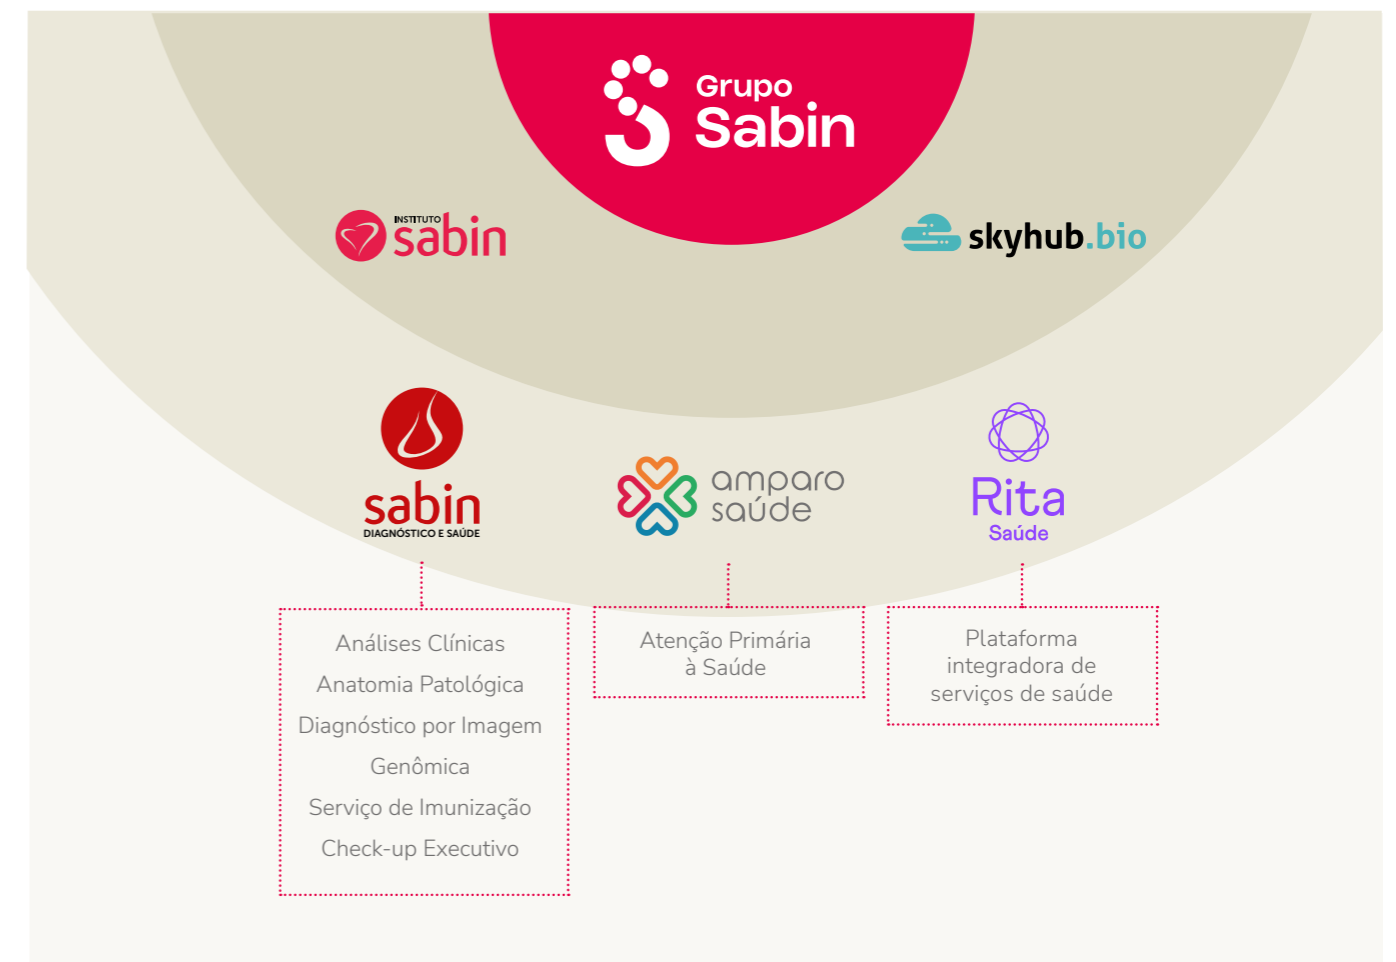 Grupo
Sabin
INSTITUTO
sabin
skyhub.bio
sabin
DIAGNÓSTICO E SAÚDE
amparo
saúde
Rita
Saúde
Análises Clínicas
Anatomia Patológica
Diagnóstico por Imagem
Genômica
Serviço de Imunização
Check-up Executivo
Atenção Primária
à Saúde
Plataforma
integradora de
serviços de saúde